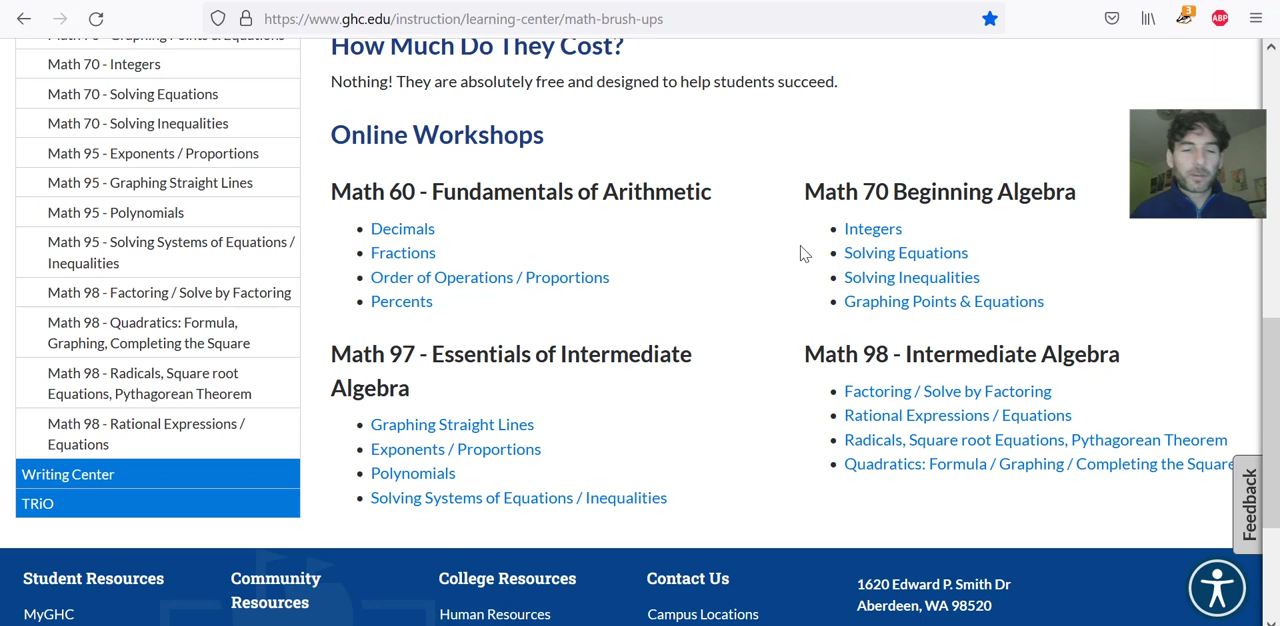 https://www.ghc.edu/instruction/learning-center/math-brush-ups
3
ABP
Math 70 - Graphing Points & Equations
Math 70 - Integers
Math 70 - Solving Equations
Math 70 - Solving Inequalities
Math 95 - Exponents / Proportions
Math 95 - Graphing Straight Lines
Math 95 - Polynomials
Math 95 - Solving Systems of Equations /
Inequalities
Math 98 - Factoring / Solve by Factoring
Math 98 - Quadratics: Formula,
Graphing, Completing the Square
Math 98 - Radicals, Square root
Equations, Pythagorean Theorem
Math 98 - Rational Expressions /
Equations
Writing Center
TRiO
How Much Do They Cost?
Nothing! They are absolutely free and designed to help students succeed.
Online Workshops
Math 60 - Fundamentals of Arithmetic
Decimals
Fractions
Order of Operations / Proportions
Percents
Math 70 Beginning Algebra
Integers
Solving Equations
Solving Inequalities
Graphing Points & Equations
Math 97 - Essentials of Intermediate
Algebra
Graphing Straight Lines
Exponents / Proportions
Polynomials
Solving Systems of Equations / Inequalities
Math 98 - Intermediate Algebra
Factoring / Solve by Factoring
Rational Expressions / Equations
Radicals, Square root Equations, Pythagorean Theorem
Quadratics: Formula / Graphing / Completing the Square
Feedback
Student Resources
MyGHC
Community
Resources
College Resources
Human Resources
Contact Us
Campus Locations
1620 Edward P. Smith Dr
Aberdeen, WA 98520